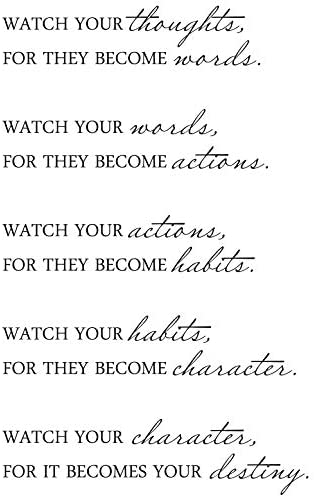 WATCH YOUR thoughts,
FOR THEY BECOME words.
WATCH YOUR words,
FOR THEY BECOME actions.
WATCH YOUR actions,
FOR THEY BECOME habits.
WATCH YOUR habits,
FOR THEY BECOME character.
WATCH YOUR character,
FOR IT BECOMES YOUR destiny.